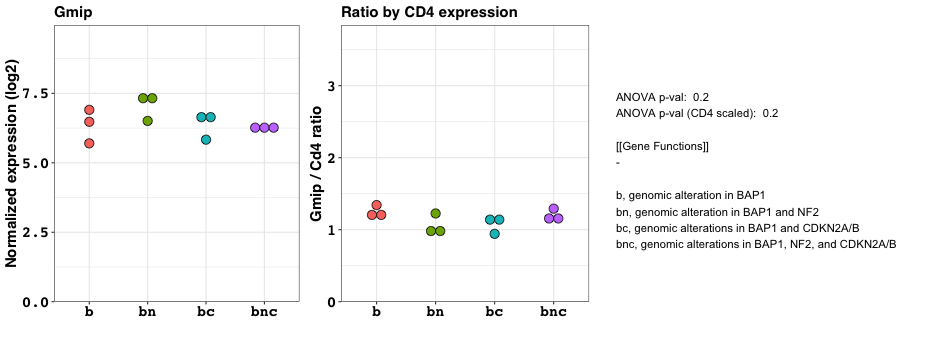 Gmip
Normalized expression (log2)
7.5
5.0
2.5
0.0
b bn bc bnc
Ratio by CD4 expression
Gmip / Cd4 ratio
3
2
1
0
b bn bc bnc
ANOVA p-val:  0.2
ANOVA p-val (CD4 scaled):  0.2
[[Gene Functions]]
-
b, genomic alteration in BAP1
bn, genomic alteration in BAP1 and NF2
bc, genomic alterations in BAP1 and CDKN2A/B
bnc, genomic alterations in BAP1, NF2, and CDKN2A/B